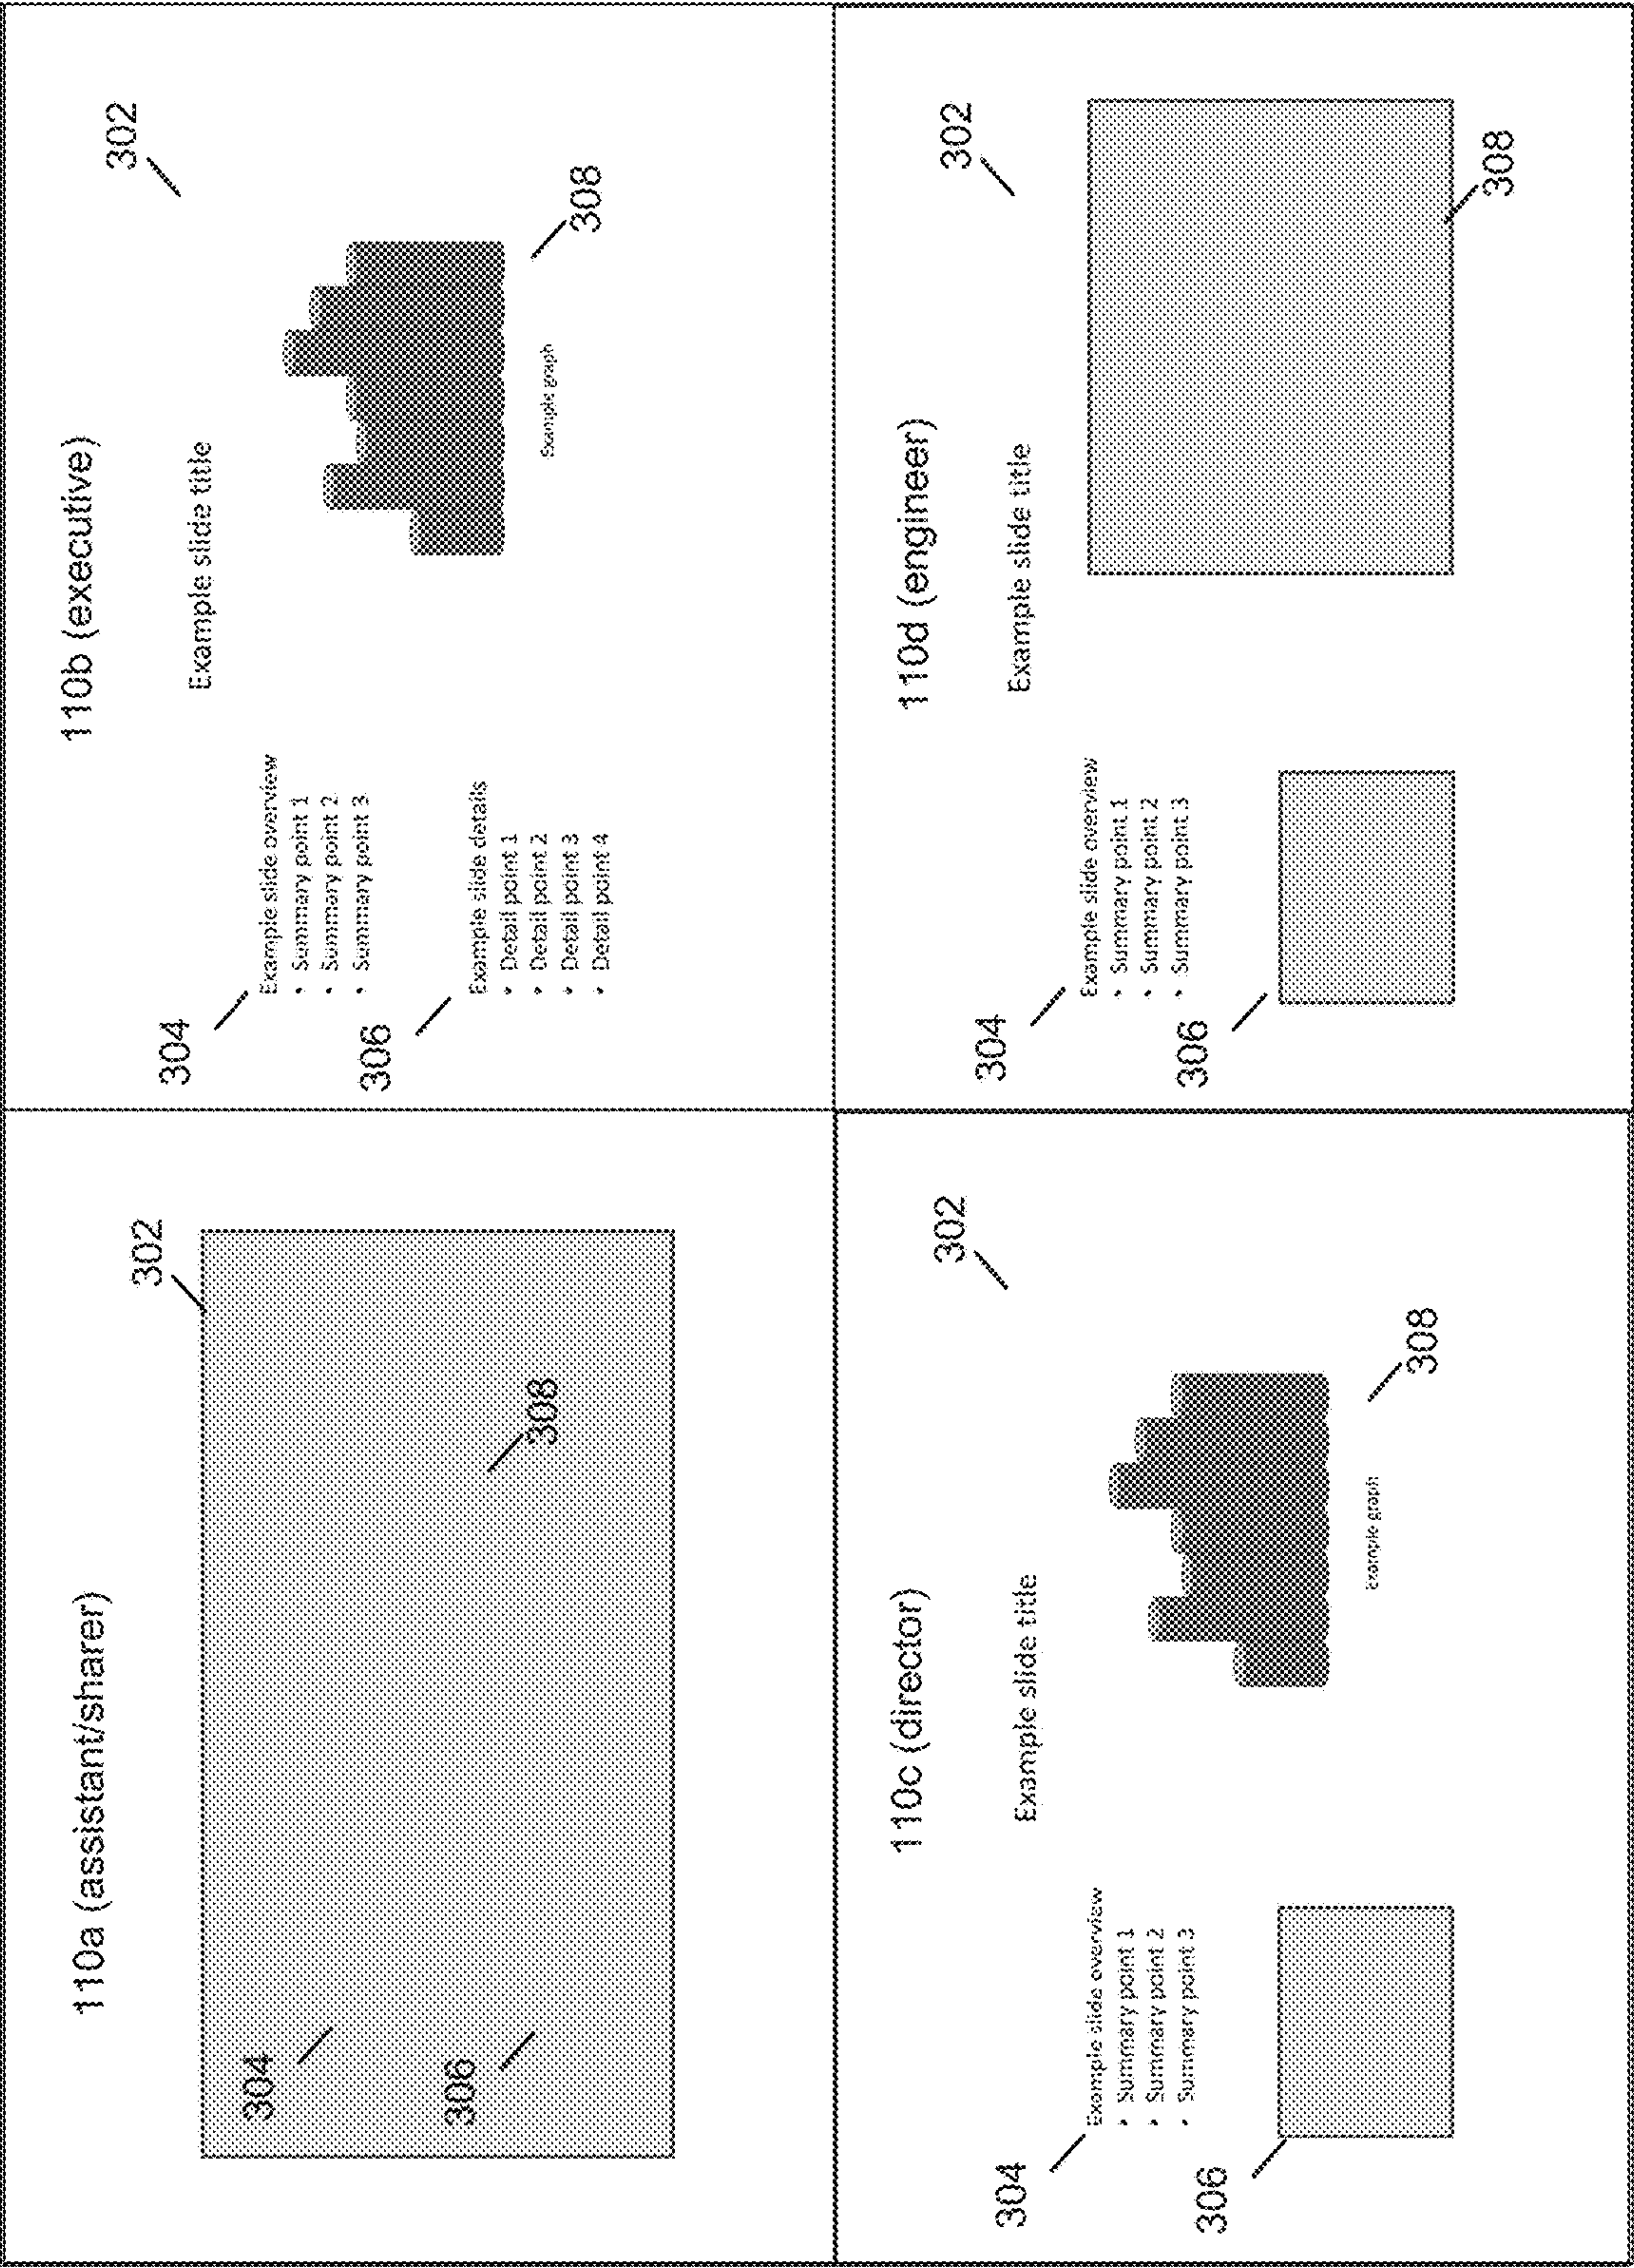 110a (assistant/sharer)
302
304
306
308
110b (executive)
302
Example slide title
304
Example slide overview
• Summary point 1
• Summary point 2
• Summary point 3
306
Example slide details
• Detail point 1
• Detail point 2
• Detail point 3
• Detail point 4
Example graph
308
110c (director)
302
Example slide title
304
Example slide overview
• Summary point 1
• Summary point 2
• Summary point 3
306
Example graph
308
110d (engineer)
302
Example slide title
304
Example slide overview
• Summary point 1
• Summary point 2
• Summary point 3
306
308